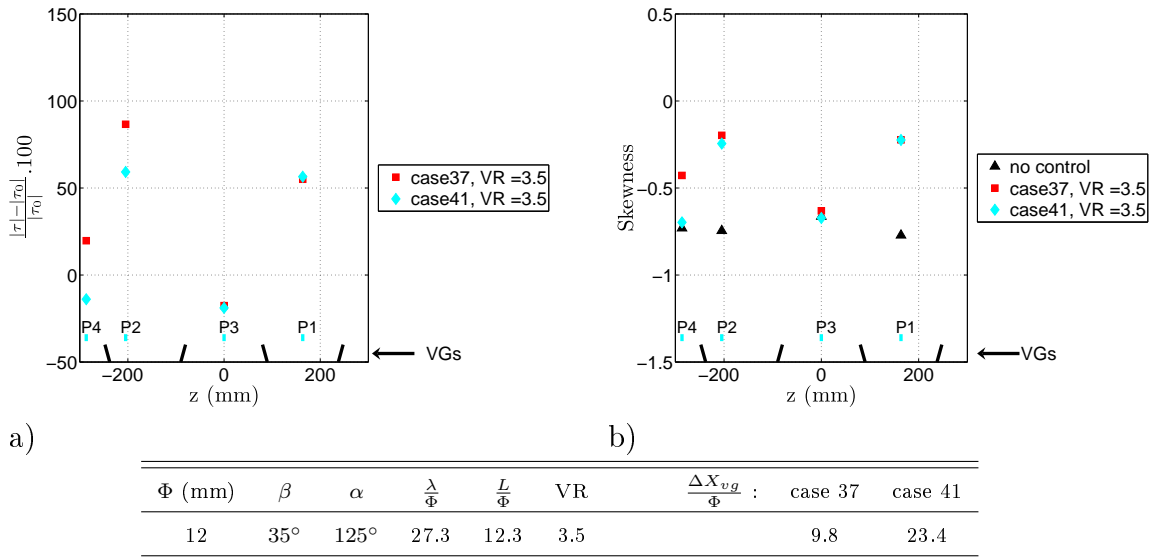 150
100
50
0
−50
−200
0
200
z (mm)
|τ|−|τ₀| / |τ₀| .100
P4
P2
P3
P1
VGs
case37, VR =3.5
case41, VR =3.5
a)
0.5
0
−0.5
−1
−1.5
−200
0
200
z (mm)
Skewness
P4
P2
P3
P1
VGs
no control
case37, VR =3.5
case41, VR =3.5
b)
Φ (mm) β α λ/Φ L/Φ VR ΔX_vg/Φ : case 37 case 41
12 35° 125° 27.3 12.3 3.5 9.8 23.4